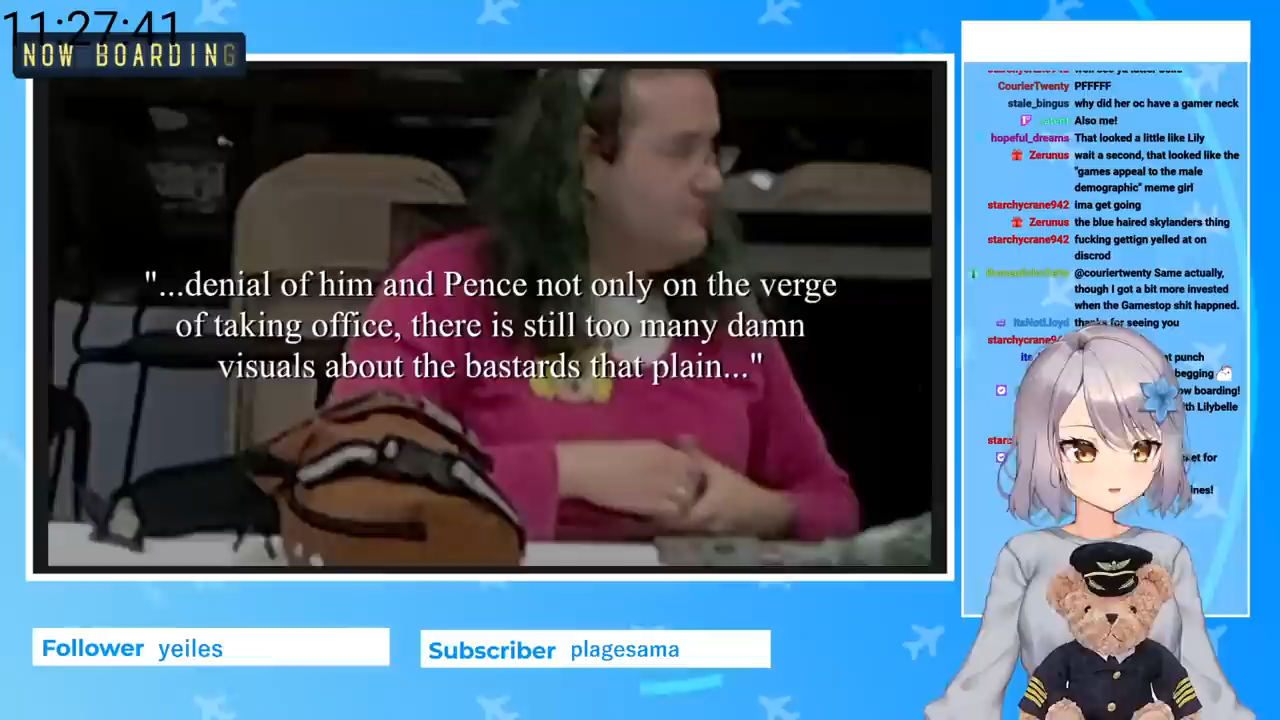 11:27:41
NOW BOARDING
"...denial of him and Pence not only on the verge
of taking office, there is still too many damn
visuals about the bastards that plain..."
Follower yeiles
Subscriber plagesama
CourierTwenty PFFFFF
stale_bingus why did her oc have a gamer neck
Also me!
hopeful_dreams That looked a little like Lily
Zerunus wait a second, that looked like the
"games appeal to the male
demographic" meme girl
starchycrane942 ima get going
Zerunus the blue haired skylanders thing
starchycrane942 fucking gettign yelled at on
discrod
@couriertwenty Same actually,
though I got a bit more invested
when the Gamestop shit happned.
ItsNotLloyd thanks for seeing you
punch
begging
boarding!
Lilybelle
for